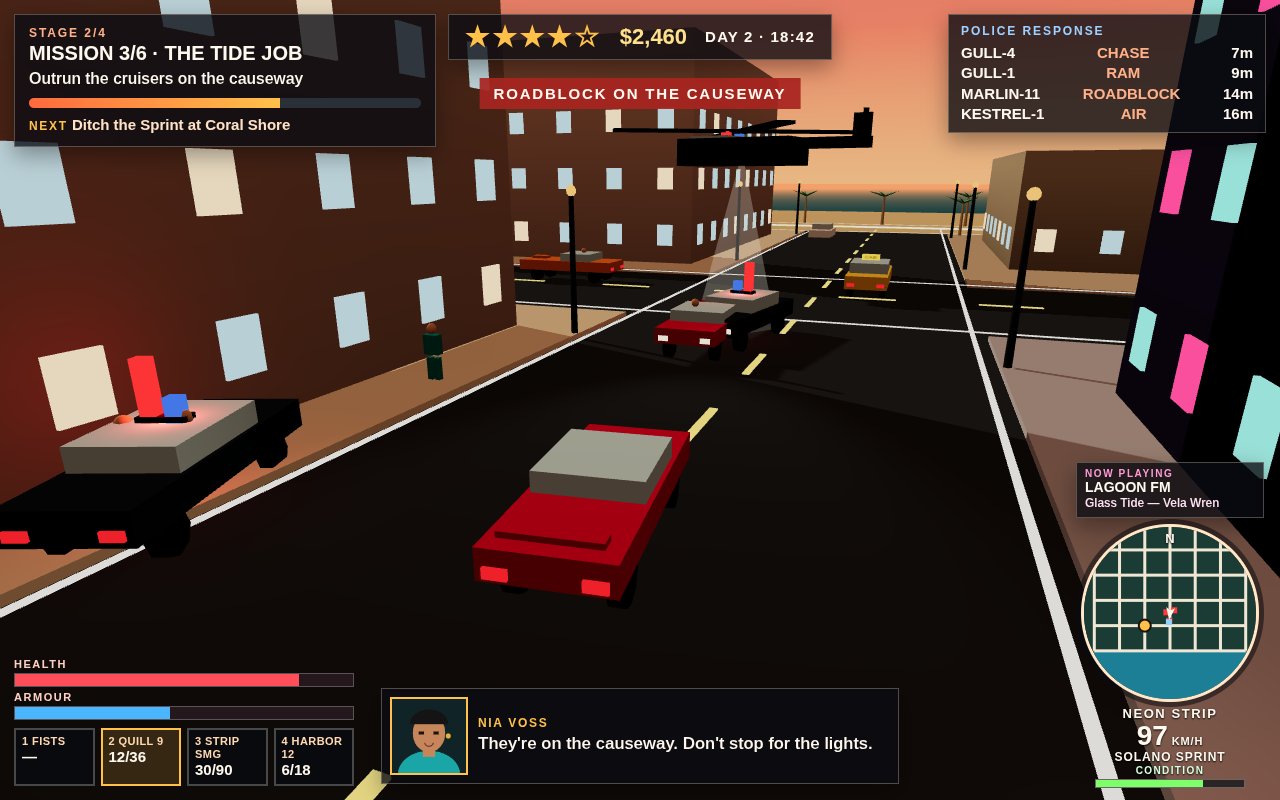 STAGE 2/4
MISSION 3/6 · THE TIDE JOB
Outrun the cruisers on the causeway
NEXT Ditch the Sprint at Coral Shore
★★★★☆ $2,460 DAY 2 · 18:42
ROADBLOCK ON THE CAUSEWAY
POLICE RESPONSE
GULL-4 CHASE 7m
GULL-1 RAM 9m
MARLIN-11 ROADBLOCK 14m
KESTREL-1 AIR 16m
NOW PLAYING
LAGOON FM
Glass Tide — Vela Wren
N
NEON STRIP
97 KM/H
SOLANO SPRINT
CONDITION
HEALTH
ARMOUR
1 FISTS
—
2 QUILL 9
12/36
3 STRIP SMG
30/90
4 HARBOR 12
6/18
NIA VOSS
They're on the causeway. Don't stop for the lights.